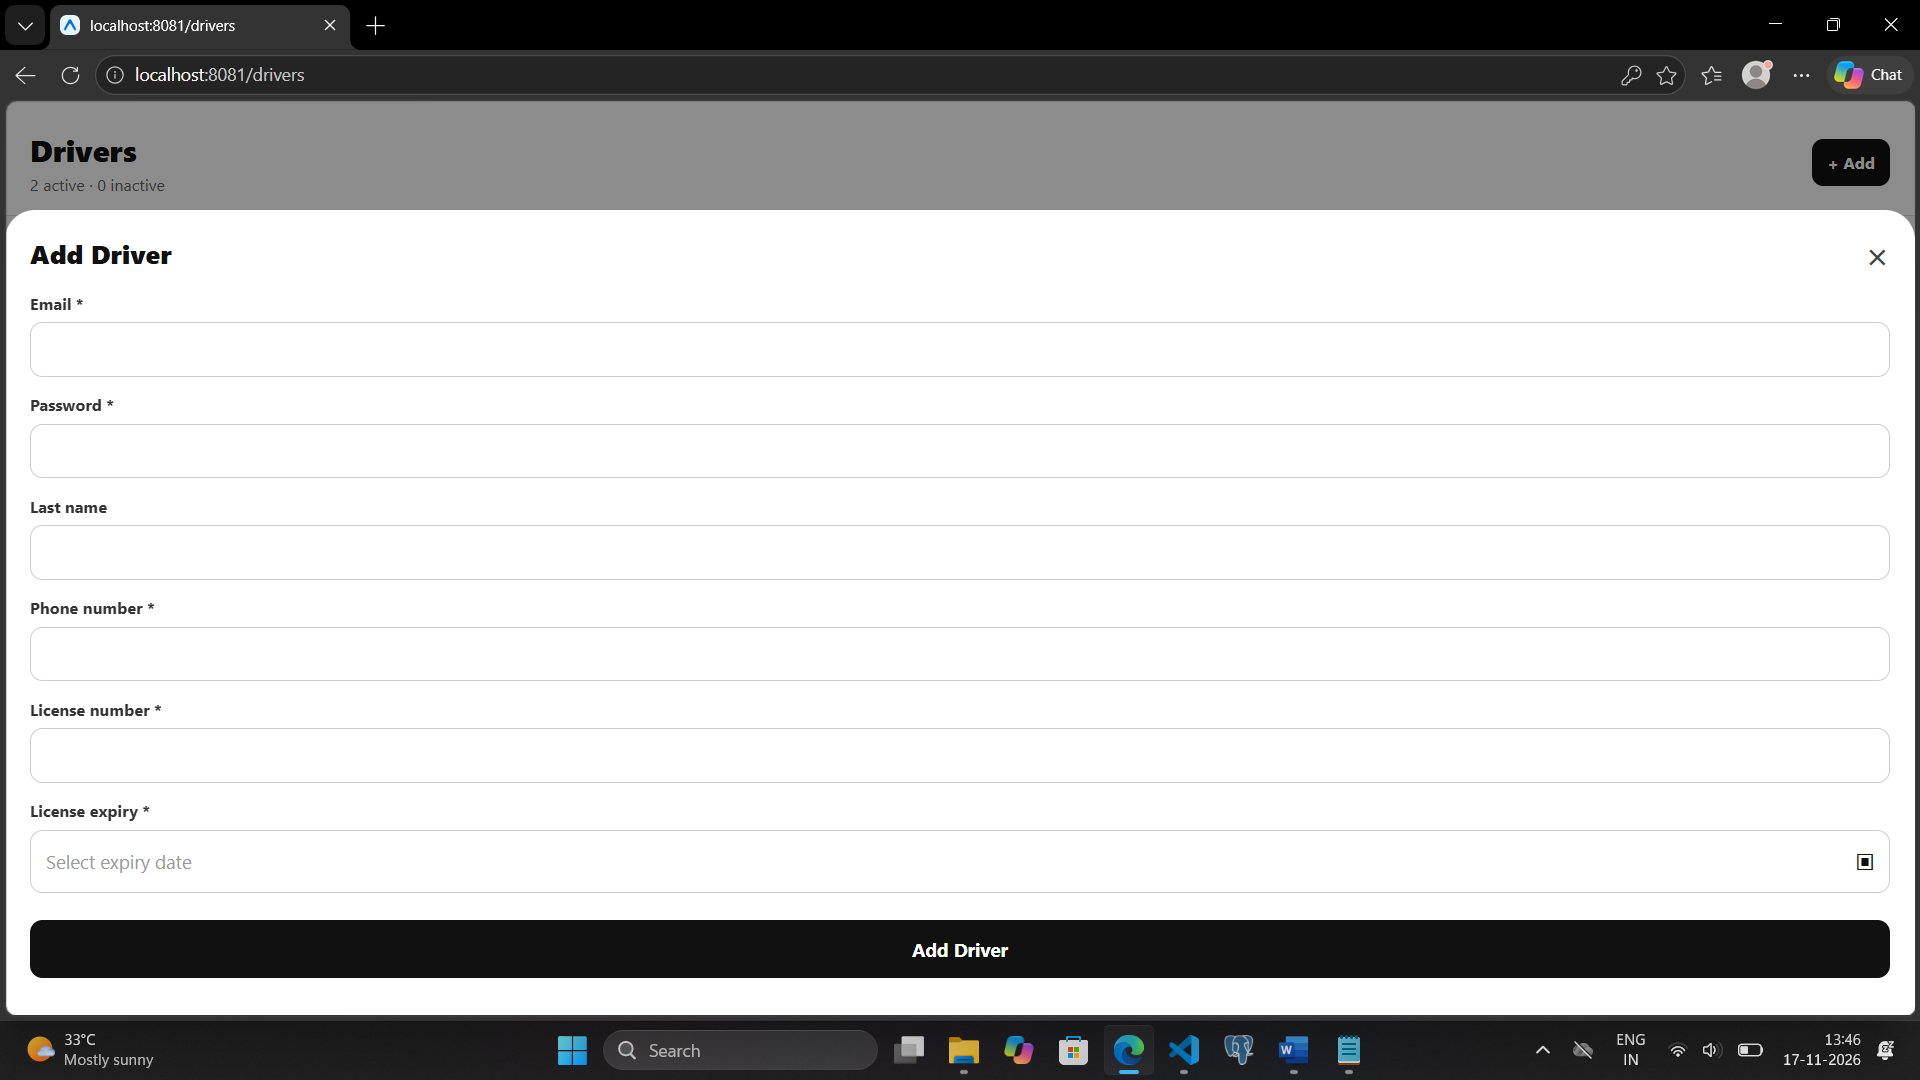 localhost:8081/drivers
localhost:8081/drivers
Chat
Drivers
2 active · 0 inactive
+ Add
Add Driver
Email *
Password *
Last name
Phone number *
License number *
License expiry *
Select expiry date
Add Driver
33°C
Mostly sunny
Search
W
ENG
IN
13:46
17-11-2026